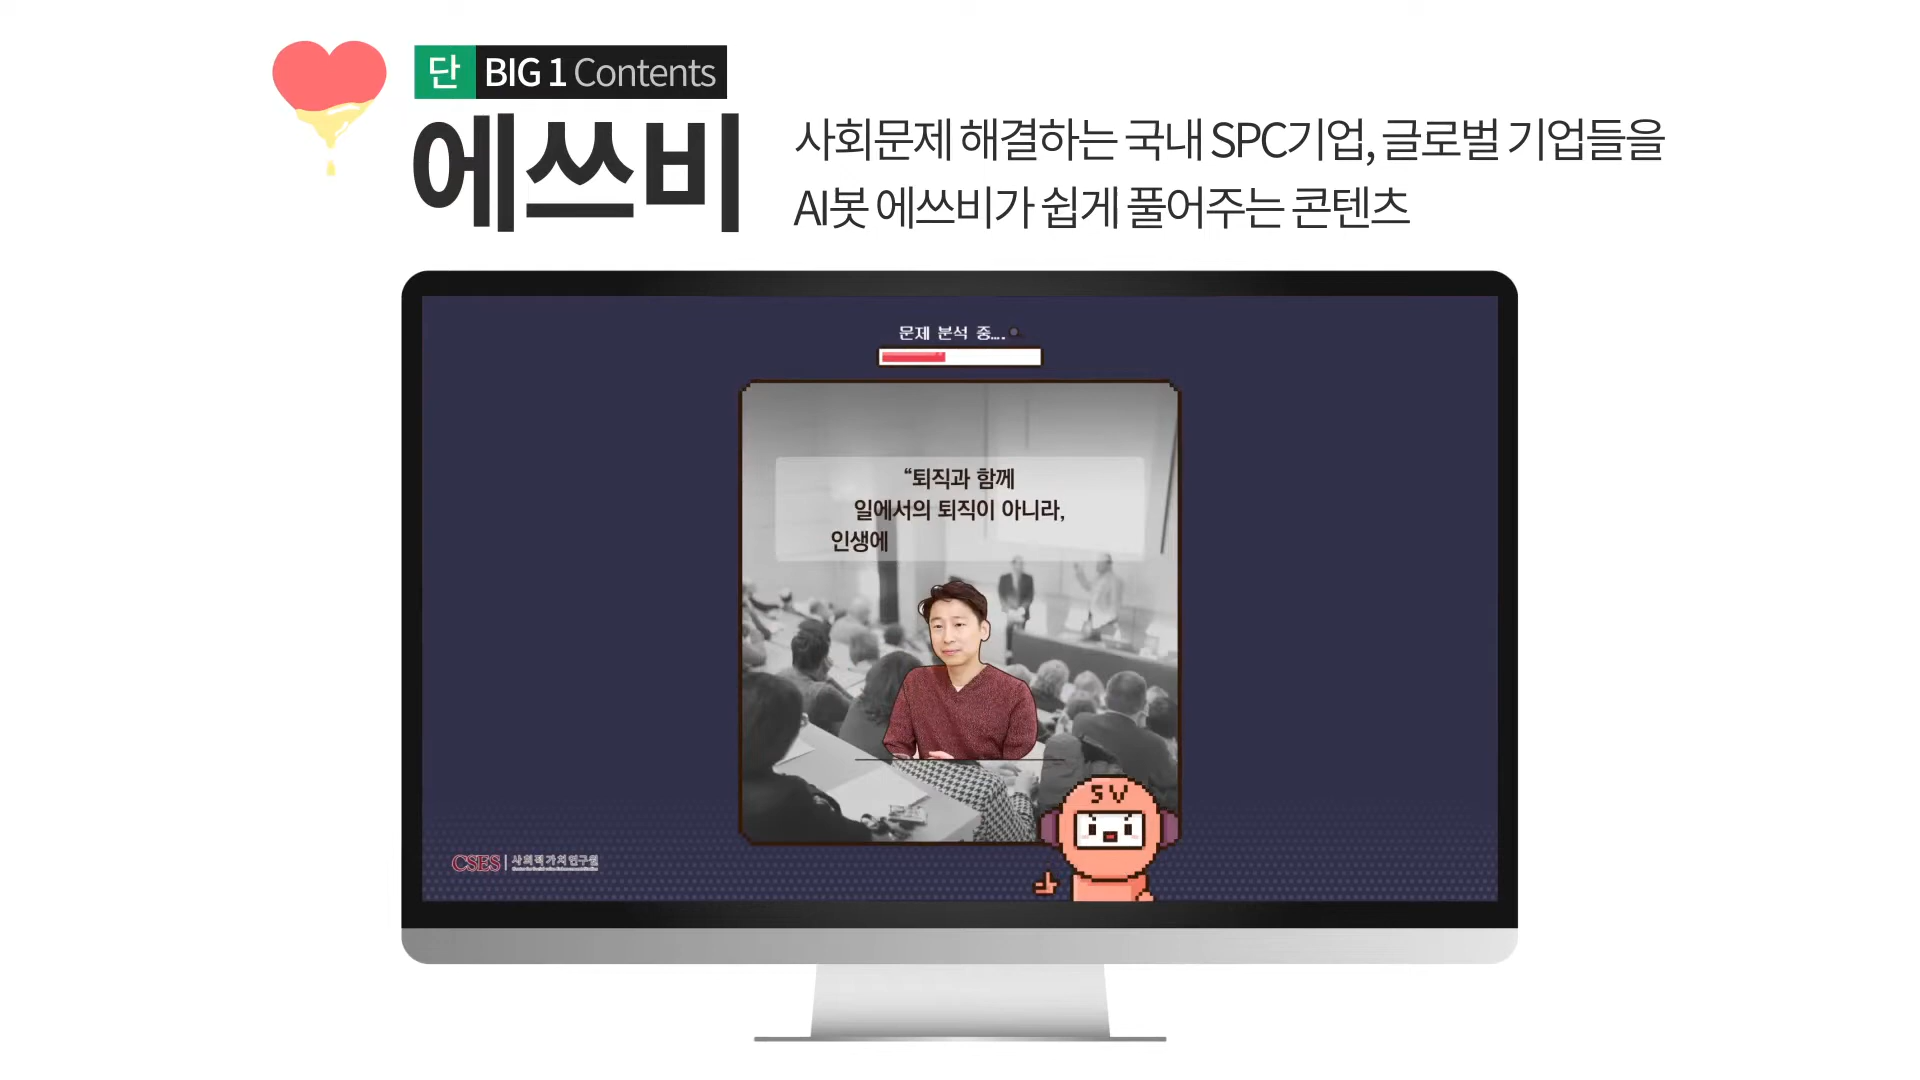 단 BIG 1 Contents
에쓰비
사회문제 해결하는 국내 SPC기업, 글로벌 기업들을
AI봇 에쓰비가 쉽게 풀어주는 콘텐츠
문제 분석 중....
“퇴직과 함께
일에서의 퇴직이 아니라,
인생에
SV
CSES 사회적가치연구원